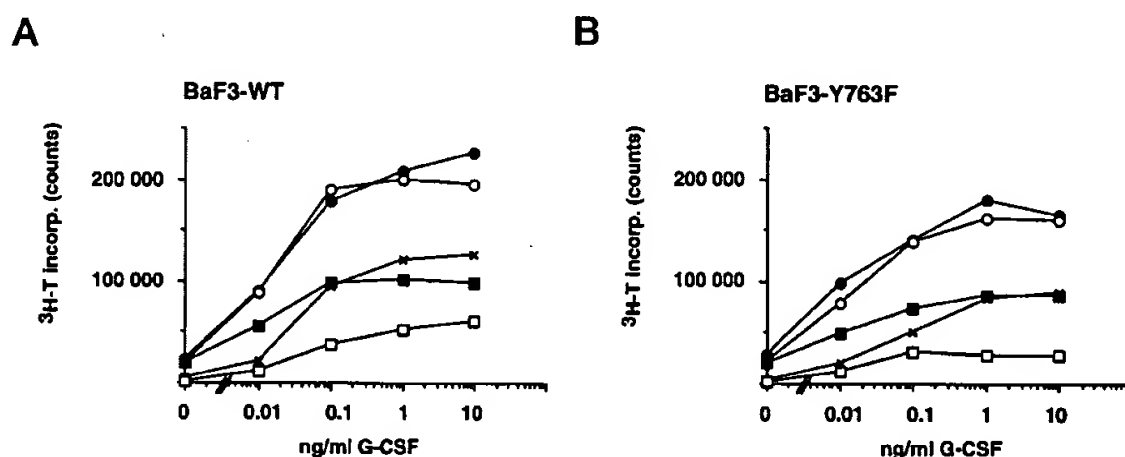 A
BaF3-WT
³H-T incorp. (counts)
200 000
100 000
0
0.01
0.1
1
10
ng/ml G-CSF
B
BaF3-Y763F
³H-T incorp. (counts)
200 000
100 000
0
0.01
0.1
1
10
ng/ml G-CSF